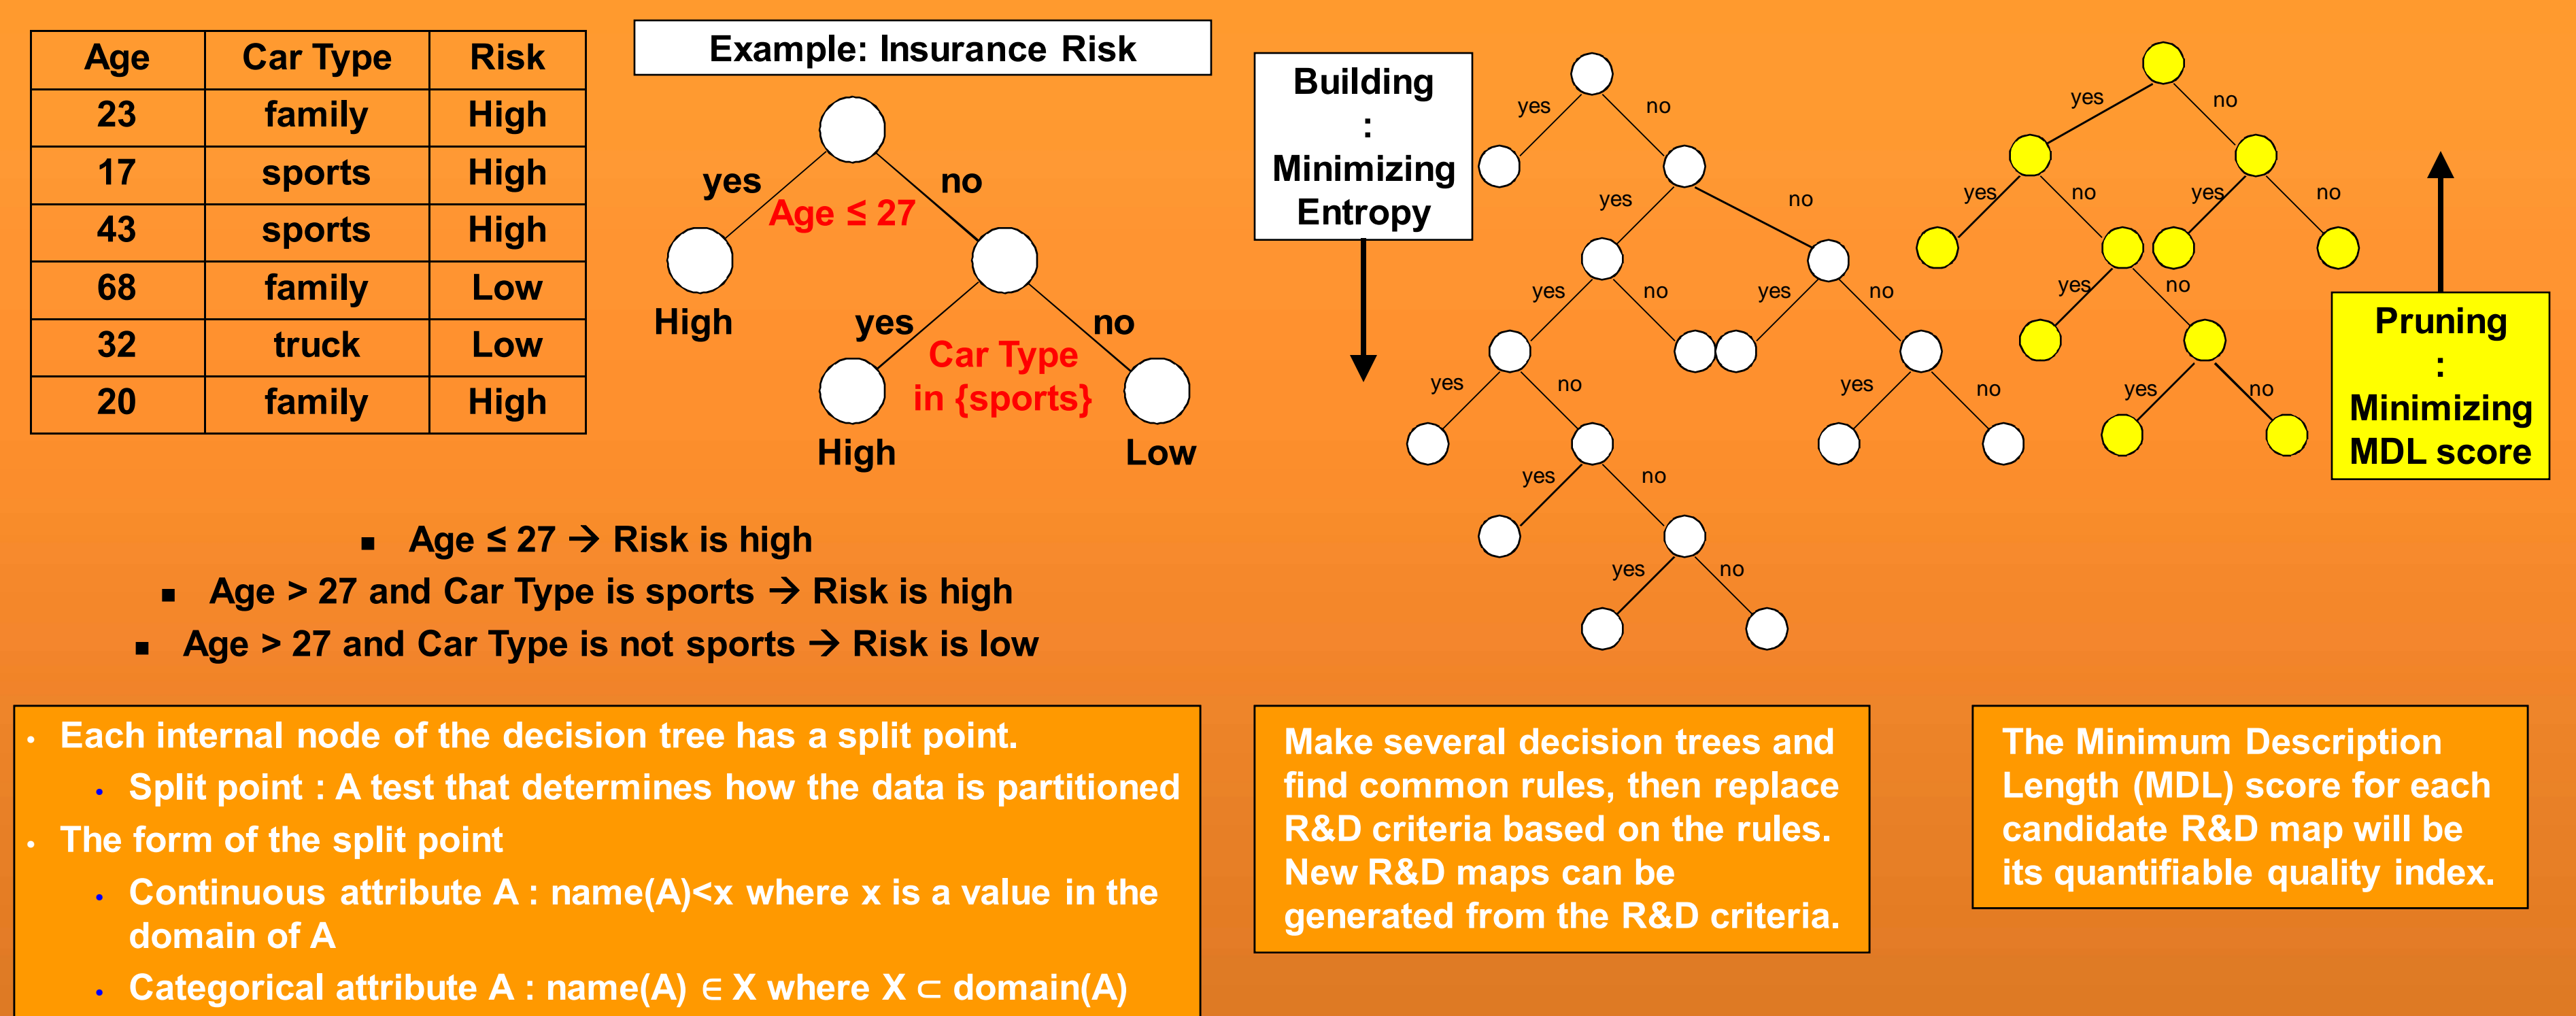 Age Car Type Risk
23 family High
17 sports High
43 sports High
68 family Low
32 truck Low
20 family High
Example: Insurance Risk
yes
no
Age ≤ 27
High
yes
no
Car Type
in {sports}
High
Low
▪ Age ≤ 27 → Risk is high
▪ Age > 27 and Car Type is sports → Risk is high
▪ Age > 27 and Car Type is not sports → Risk is low
Building
:
Minimizing
Entropy
yes
no
yes
no
yes
no
yes
no
yes
no
yes
no
yes
no
yes
no
yes
no
yes
no
yes
no
yes
no
yes
no
Pruning
:
Minimizing
MDL score
• Each internal node of the decision tree has a split point.
• Split point : A test that determines how the data is partitioned
• The form of the split point
• Continuous attribute A : name(A)<x where x is a value in the
domain of A
• Categorical attribute A : name(A) ∈ X where X ⊂ domain(A)
Make several decision trees and
find common rules, then replace
R&D criteria based on the rules.
New R&D maps can be
generated from the R&D criteria.
The Minimum Description
Length (MDL) score for each
candidate R&D map will be
its quantifiable quality index.